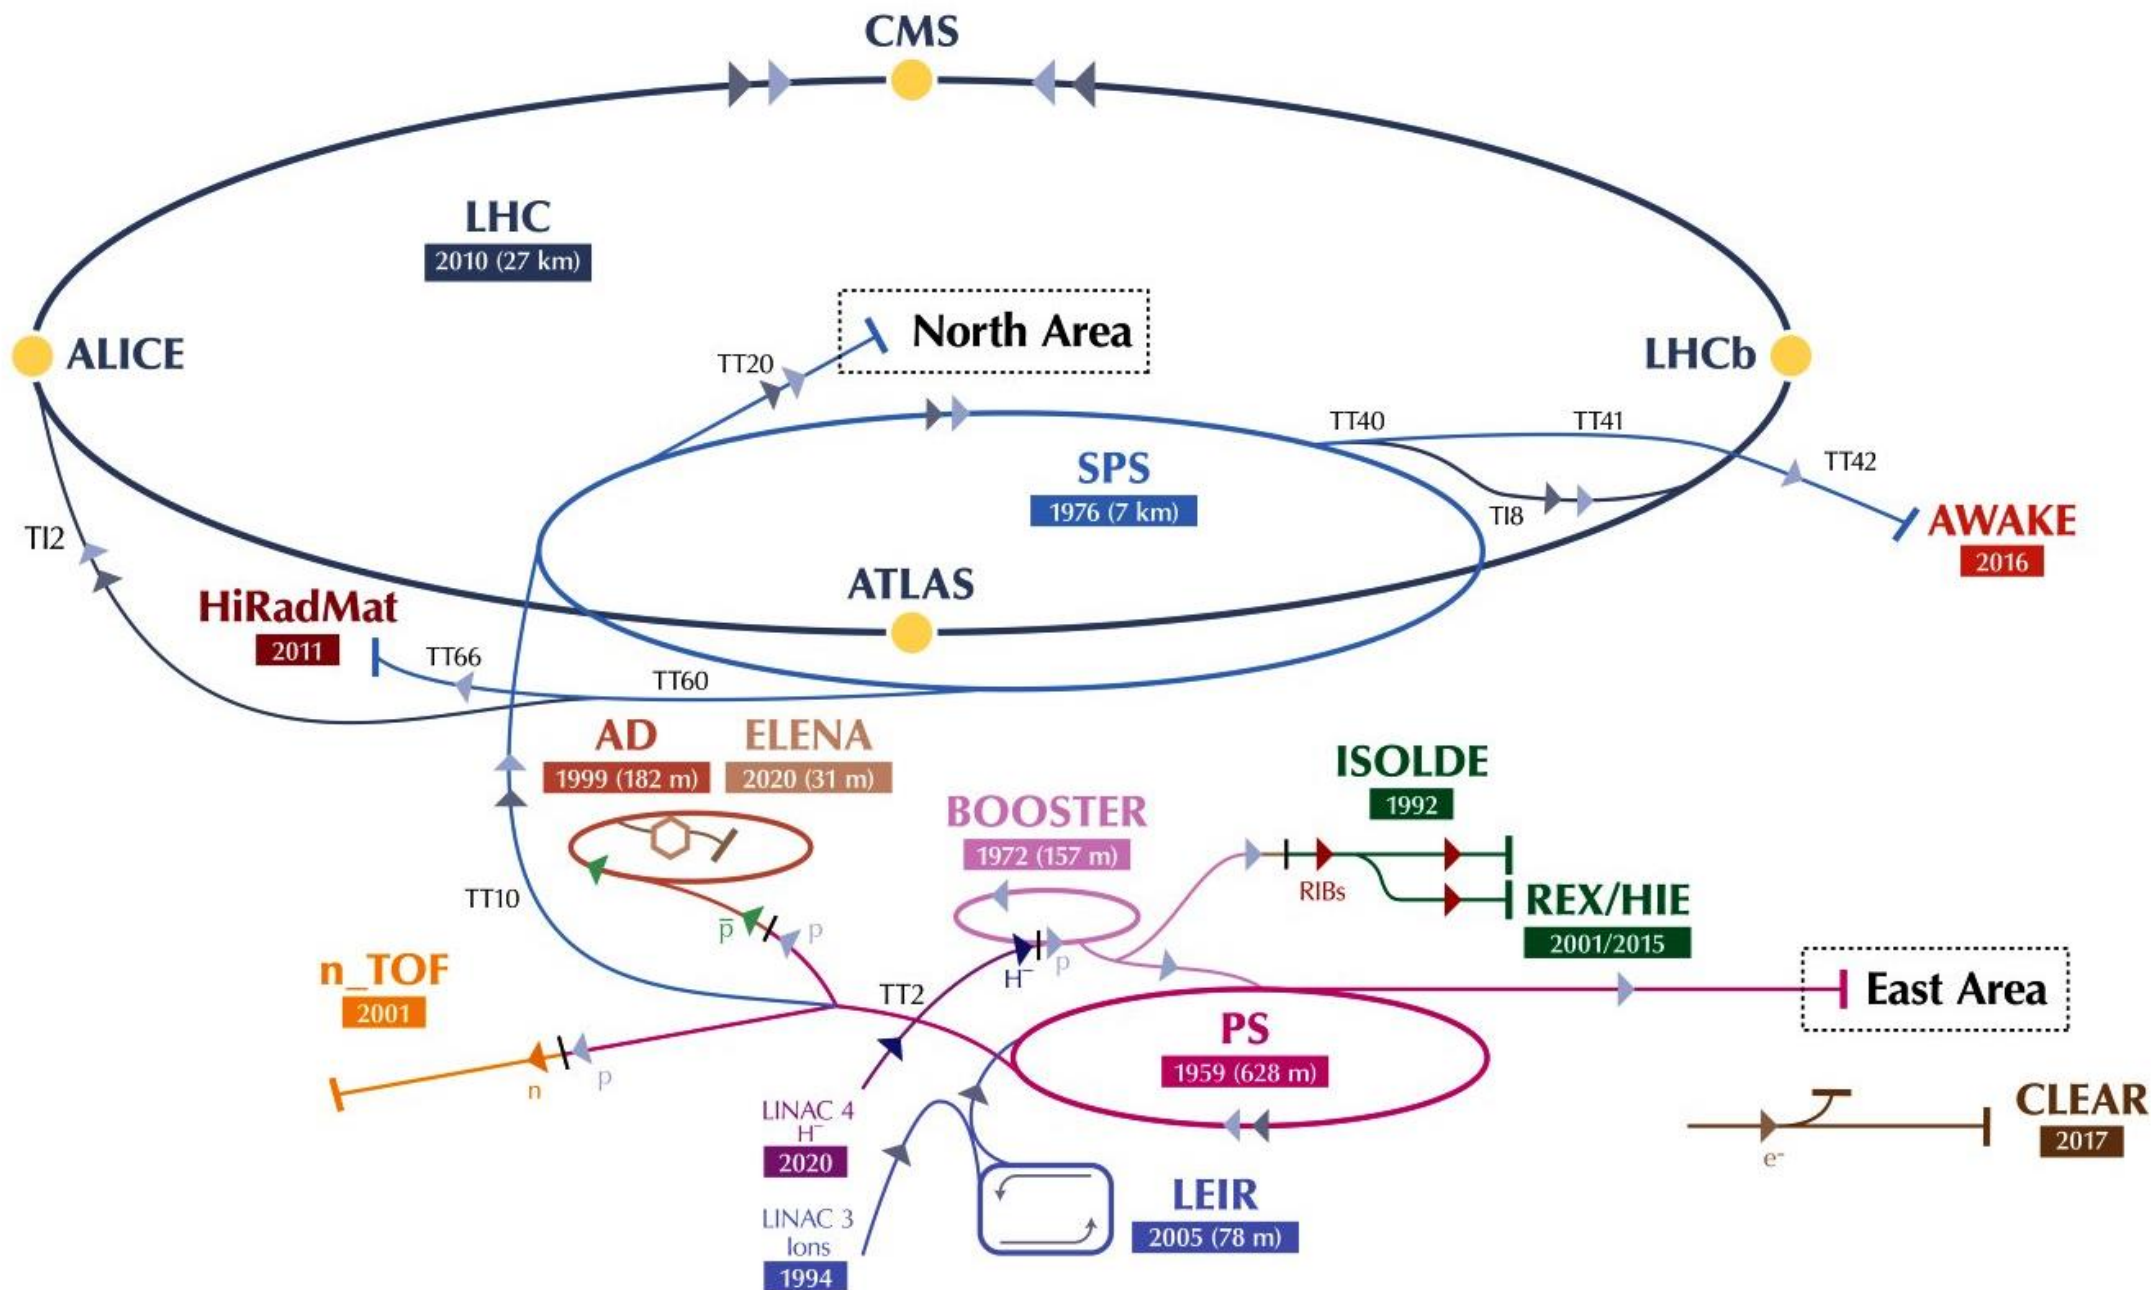 CMS
LHC
2010 (27 km)
North Area
ALICE
TT20
LHCb
TT40
TT41
TT42
SPS
1976 (7 km)
TI8
AWAKE
2016
TI2
ATLAS
HiRadMat
2011
TT66
TT60
AD
1999 (182 m)
ELENA
2020 (31 m)
ISOLDE
1992
BOOSTER
1972 (157 m)
RIBs
REX/HIE
2001/2015
TT10
p̅
p
n_TOF
2001
TT2
H⁻
p
East Area
PS
1959 (628 m)
n
p
LINAC 4
H⁻
2020
CLEAR
2017
e⁻
LEIR
2005 (78 m)
LINAC 3
Ions
1994